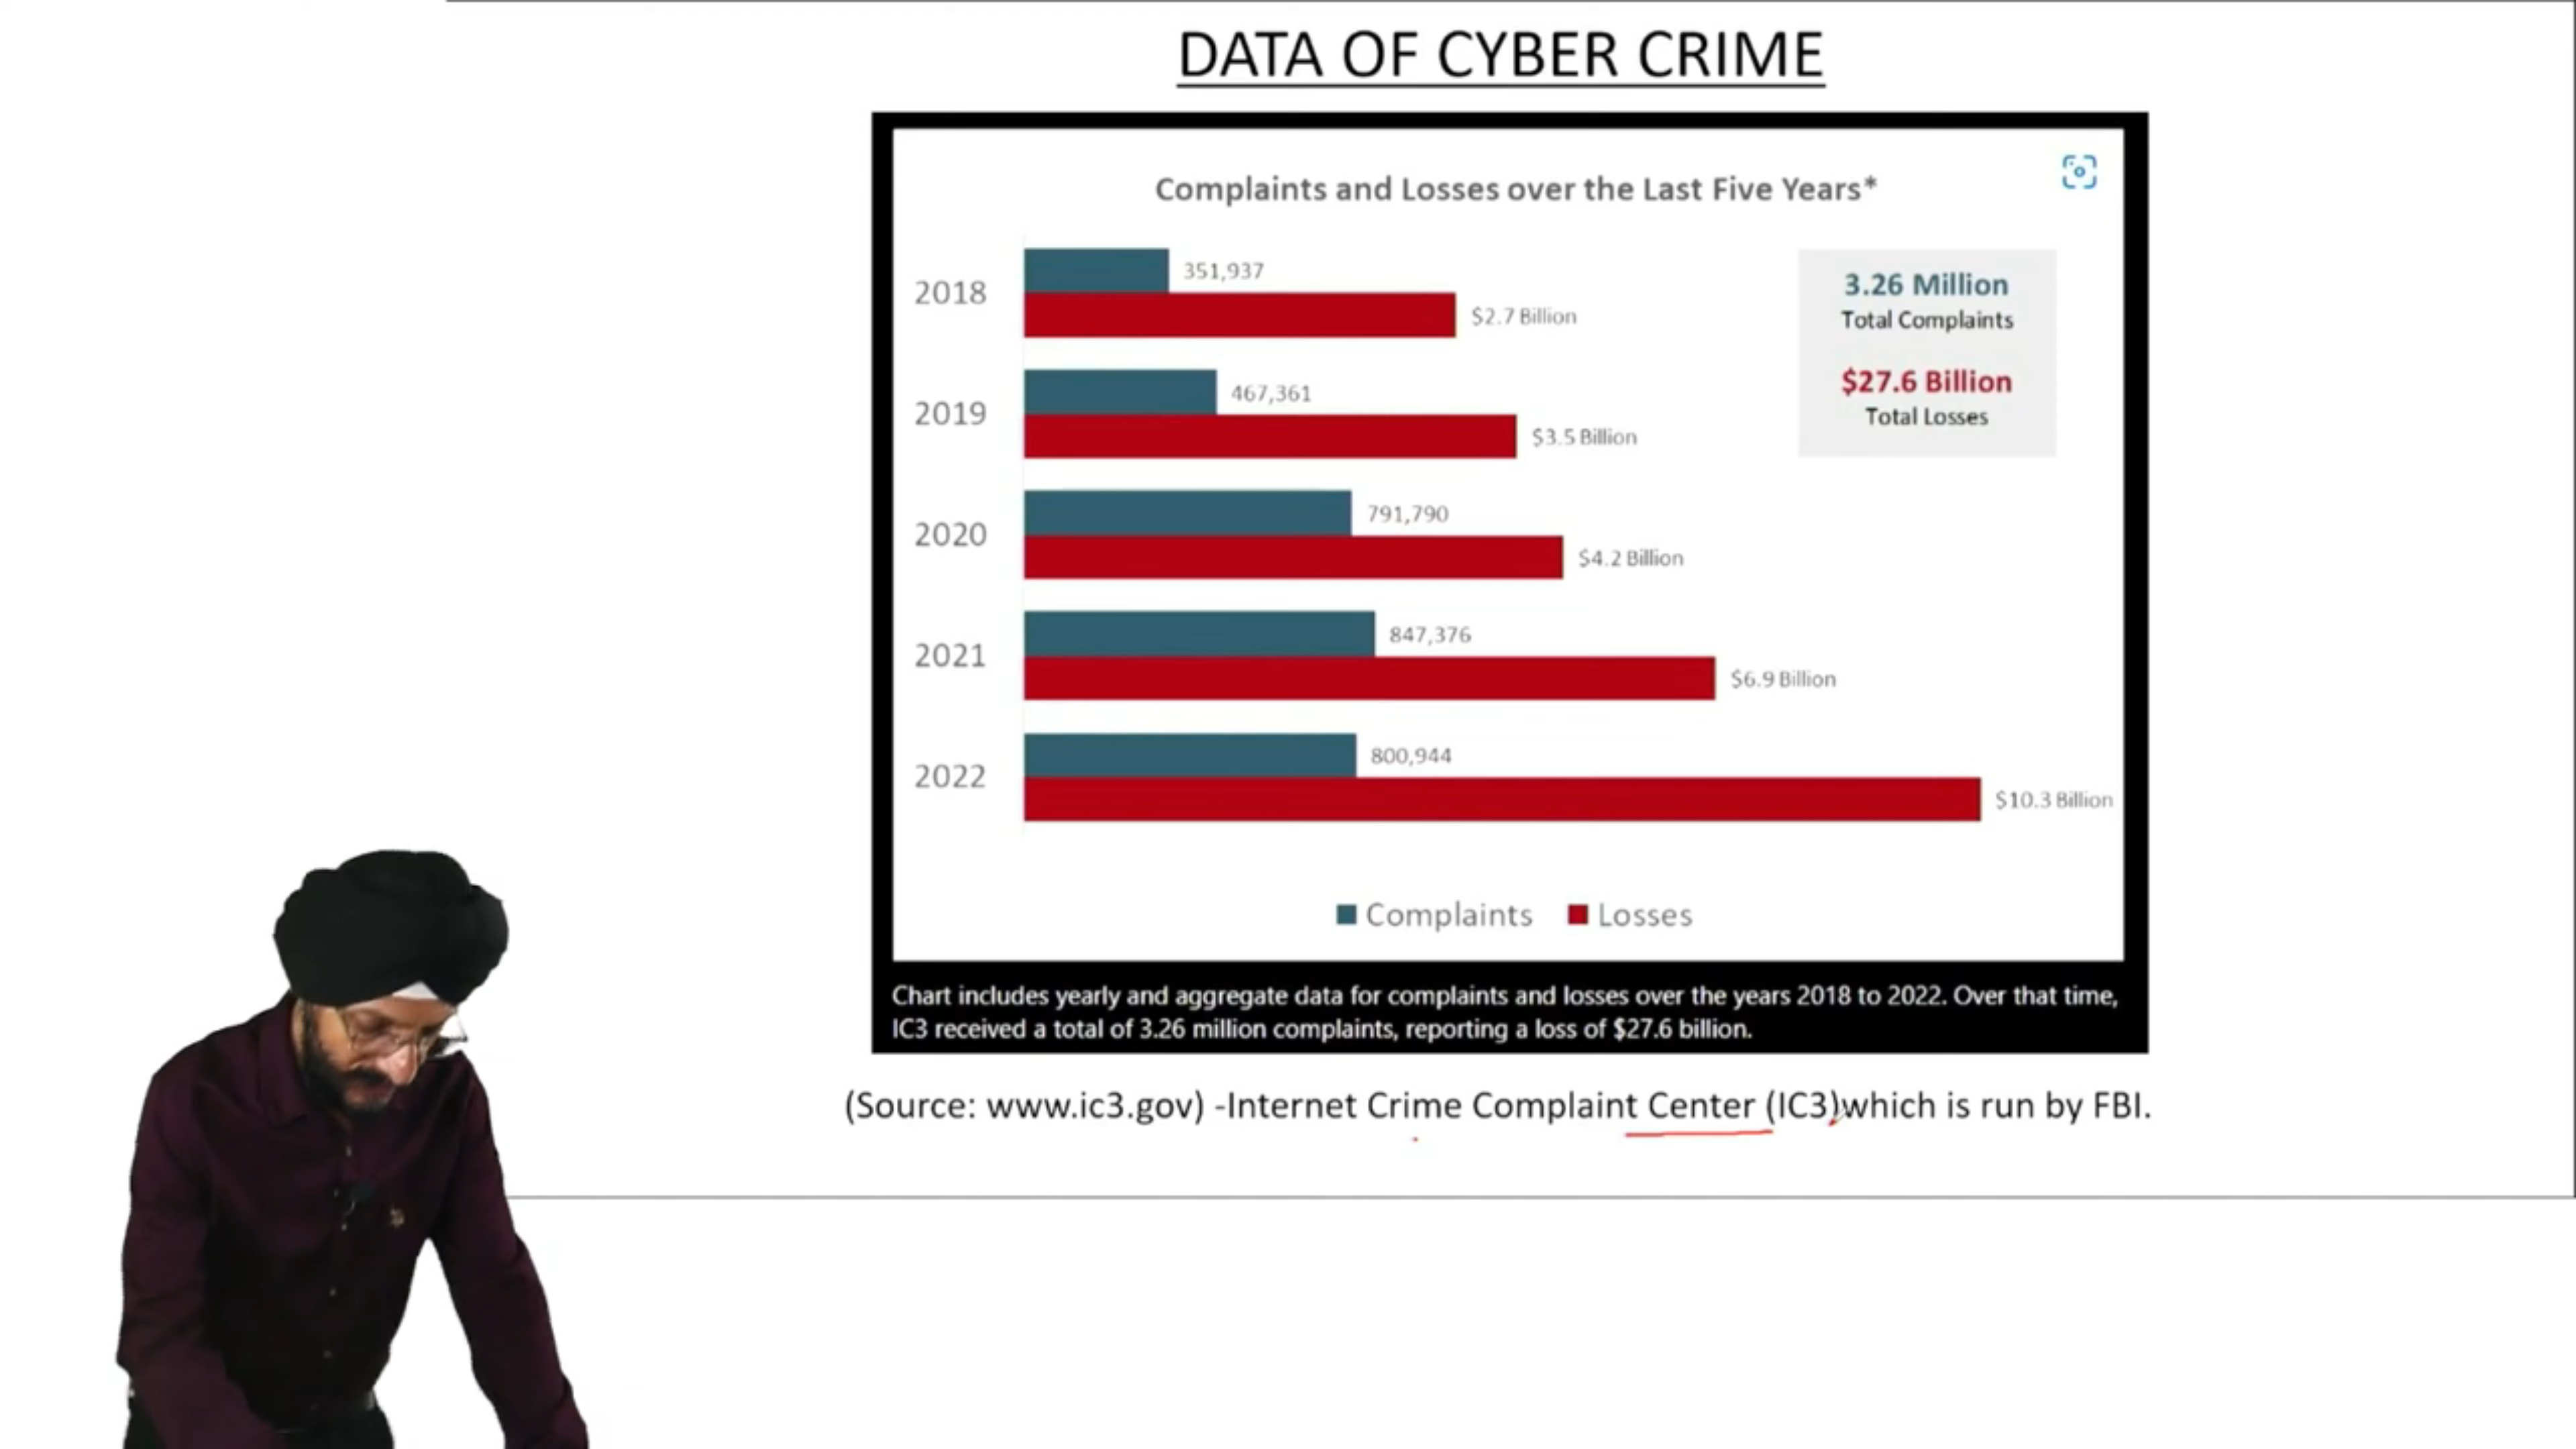 DATA OF CYBER CRIME
Complaints and Losses over the Last Five Years*
2018
351,937
$2.7 Billion
2019
467,361
$3.5 Billion
2020
791,790
$4.2 Billion
2021
847,376
$6.9 Billion
2022
800,944
$10.3 Billion
3.26 Million
Total Complaints
$27.6 Billion
Total Losses
Complaints Losses
Chart includes yearly and aggregate data for complaints and losses over the years 2018 to 2022. Over that time,
IC3 received a total of 3.26 million complaints, reporting a loss of $27.6 billion.
(Source: www.ic3.gov) -Internet Crime Complaint Center (IC3)which is run by FBI.